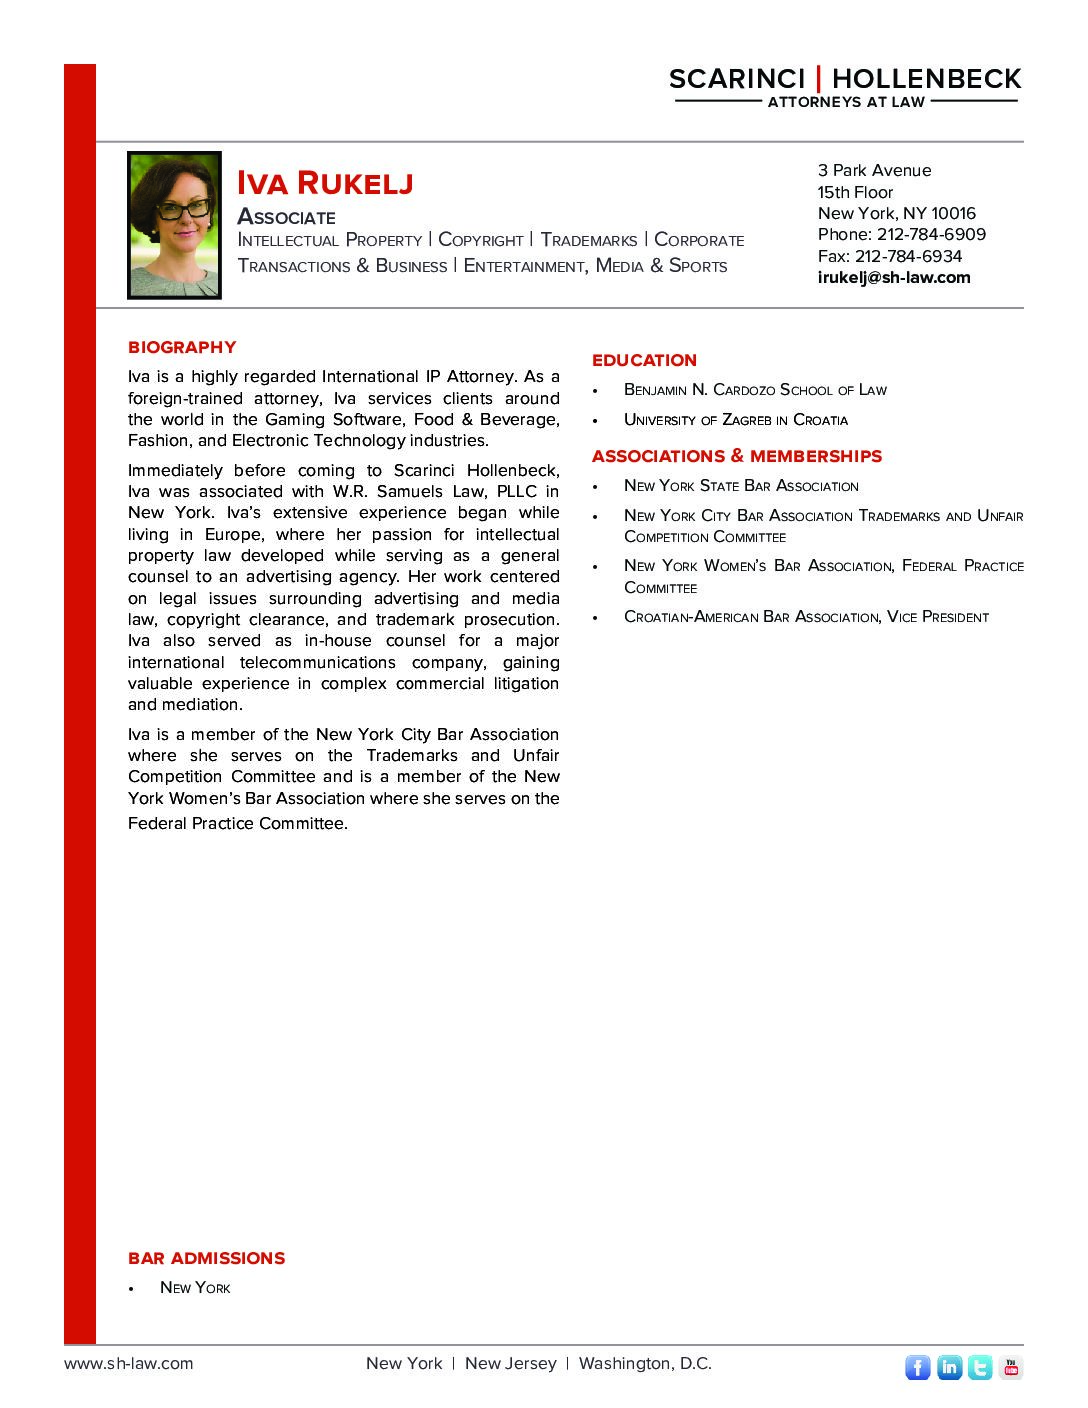 SCARINCI | HOLLENBECK
ATTORNEYS AT LAW
Iva Rukelj
Associate
Intellectual Property | Copyright | Trademarks | Corporate
Transactions & Business | Entertainment, Media & Sports
3 Park Avenue
15th Floor
New York, NY 10016
Phone: 212-784-6909
Fax: 212-784-6934
irukelj@sh-law.com
BIOGRAPHY
Iva is a highly regarded International IP Attorney. As a
foreign-trained attorney, Iva services clients around
the world in the Gaming Software, Food & Beverage,
Fashion, and Electronic Technology industries.
Immediately before coming to Scarinci Hollenbeck,
Iva was associated with W.R. Samuels Law, PLLC in
New York. Iva's extensive experience began while
living in Europe, where her passion for intellectual
property law developed while serving as a general
counsel to an advertising agency. Her work centered
on legal issues surrounding advertising and media
law, copyright clearance, and trademark prosecution.
Iva also served as in-house counsel for a major
international telecommunications company, gaining
valuable experience in complex commercial litigation
and mediation.
Iva is a member of the New York City Bar Association
where she serves on the Trademarks and Unfair
Competition Committee and is a member of the New
York Women's Bar Association where she serves on the
Federal Practice Committee.
EDUCATION
• Benjamin N. Cardozo School of Law
• University of Zagreb in Croatia
ASSOCIATIONS & MEMBERSHIPS
• New York State Bar Association
• New York City Bar Association Trademarks and Unfair
Competition Committee
• New York Women's Bar Association, Federal Practice
Committee
• Croatian-American Bar Association, Vice President
BAR ADMISSIONS
• New York
www.sh-law.com
New York | New Jersey | Washington, D.C.
f
in
t
You
Tube